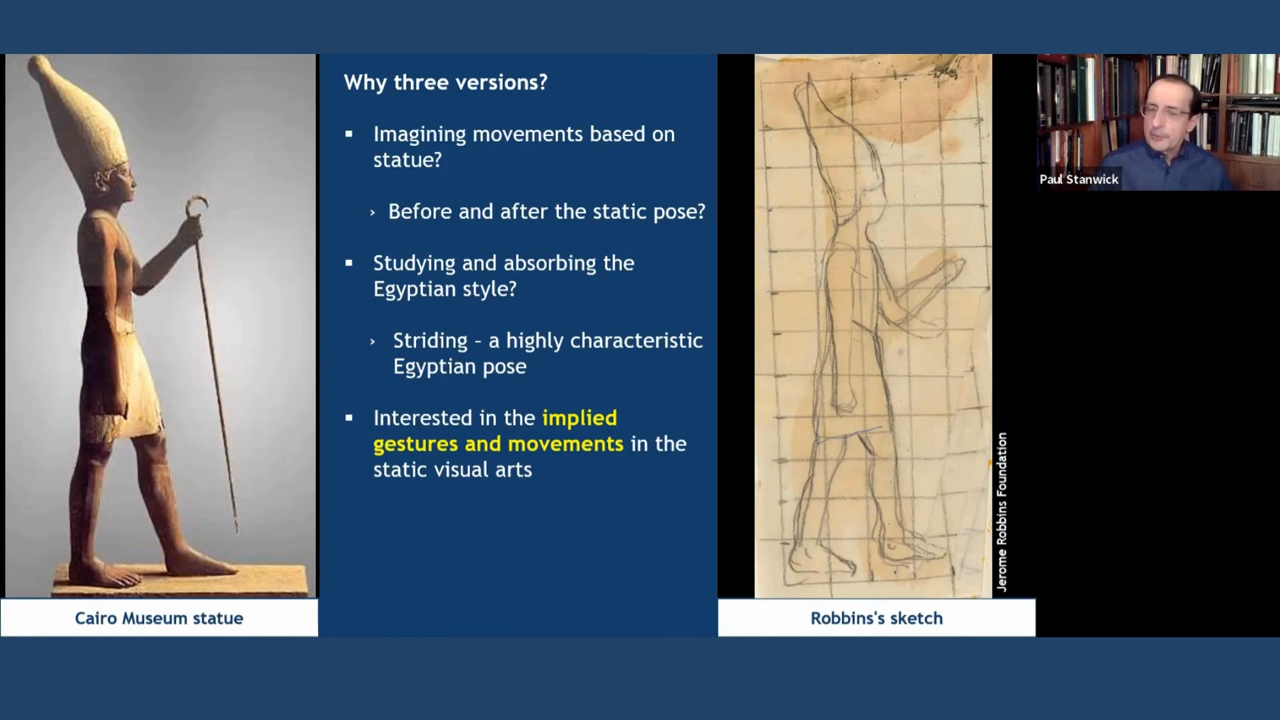 Why three versions?
▪ Imagining movements based on
statue?
› Before and after the static pose?
▪ Studying and absorbing the
Egyptian style?
› Striding – a highly characteristic
Egyptian pose
▪ Interested in the implied
gestures and movements in the
static visual arts
Cairo Museum statue
Robbins's sketch
Jerome Robbins Foundation
Paul Stanwick